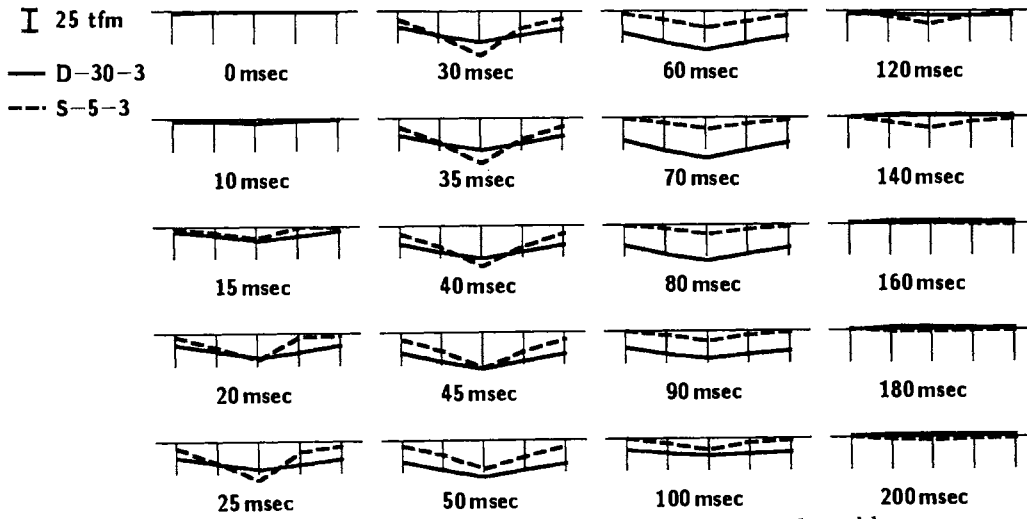 25 tfm
D-30-3
S-5-3
0 msec
30 msec
60 msec
120 msec
10 msec
35 msec
70 msec
140 msec
15 msec
40 msec
80 msec
160 msec
20 msec
45 msec
90 msec
180 msec
25 msec
50 msec
100 msec
200 msec